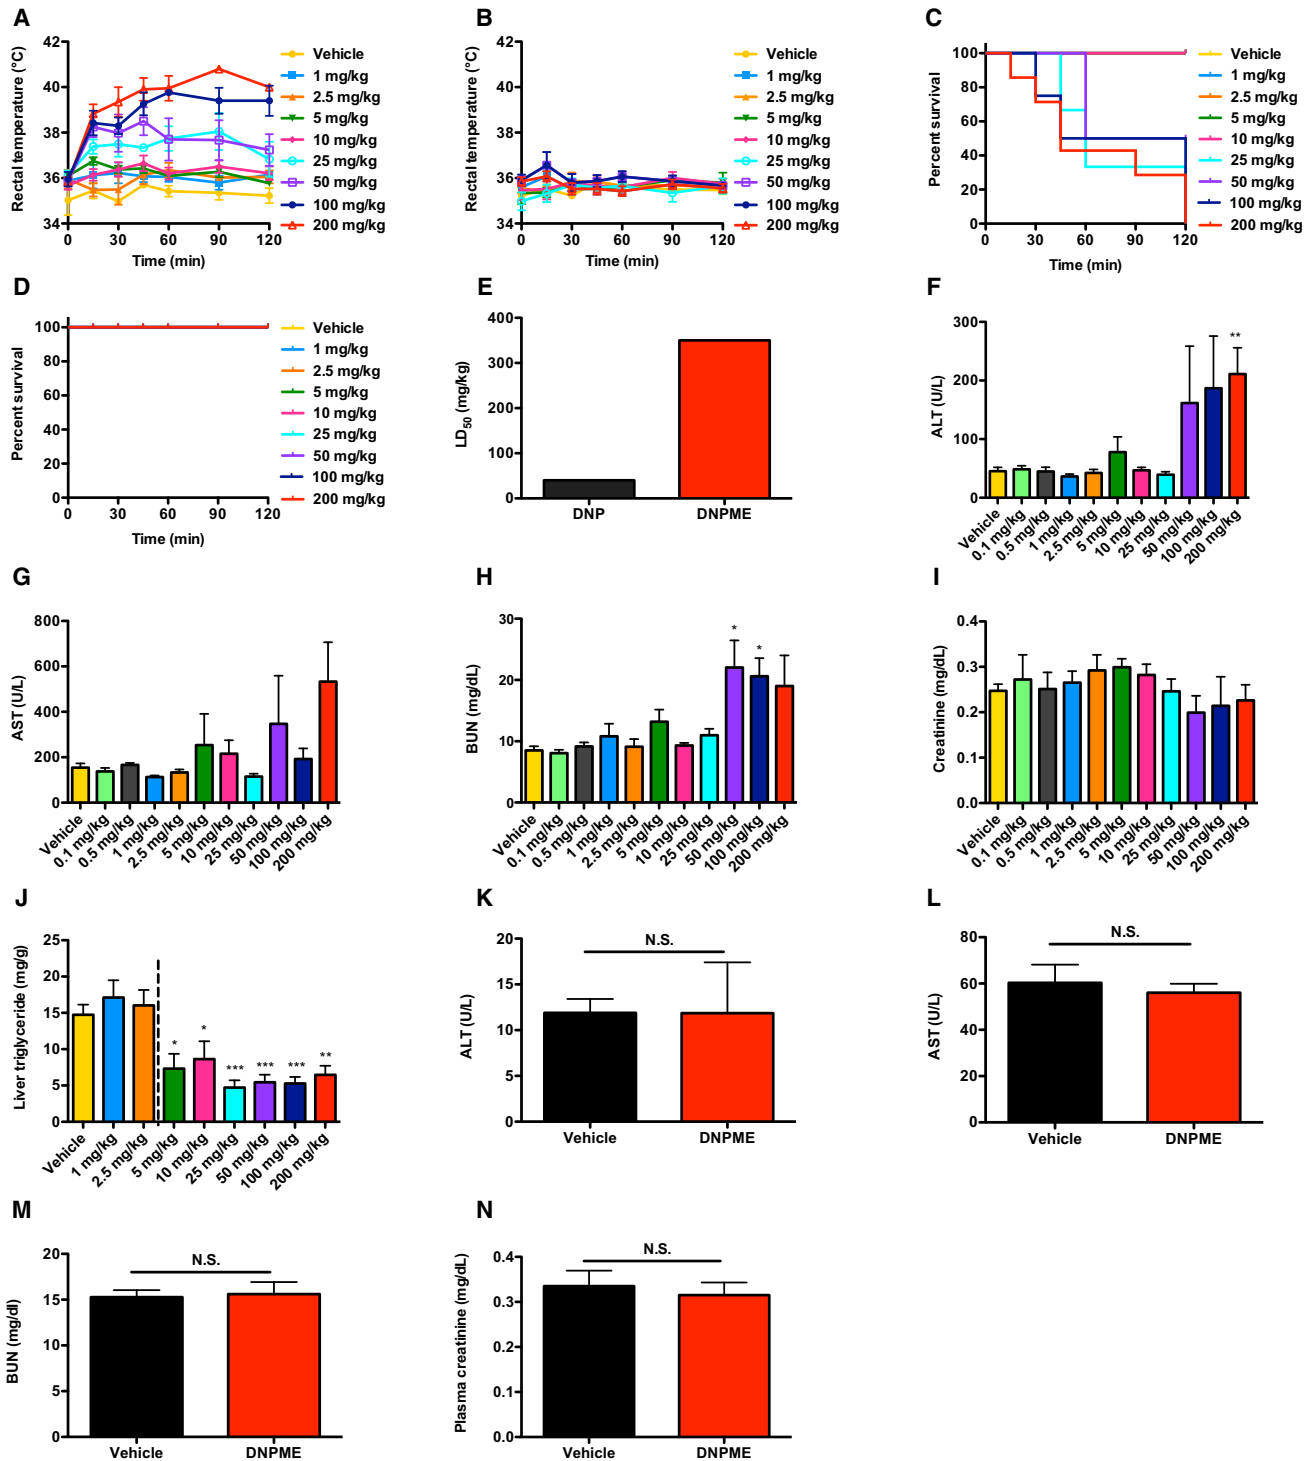 A
Rectal temperature (°C)
42
40
38
36
34
0 30 60 90 120
Time (min)
Vehicle
1 mg/kg
2.5 mg/kg
5 mg/kg
10 mg/kg
25 mg/kg
50 mg/kg
100 mg/kg
200 mg/kg
B
Rectal temperature (°C)
42
40
38
36
34
0 30 60 90 120
Time (min)
Vehicle
1 mg/kg
2.5 mg/kg
5 mg/kg
10 mg/kg
25 mg/kg
50 mg/kg
100 mg/kg
200 mg/kg
C
Percent survival
100
80
60
40
20
0
0 30 60 90 120
Time (min)
Vehicle
1 mg/kg
2.5 mg/kg
5 mg/kg
10 mg/kg
25 mg/kg
50 mg/kg
100 mg/kg
200 mg/kg
D
Percent survival
100
80
60
40
20
0
0 30 60 90 120
Time (min)
Vehicle
1 mg/kg
2.5 mg/kg
5 mg/kg
10 mg/kg
25 mg/kg
50 mg/kg
100 mg/kg
200 mg/kg
E
LD50 (mg/kg)
400
300
200
100
0
DNP DNPME
F
ALT (U/L)
300
200
100
0
**
Vehicle
0.1 mg/kg
0.5 mg/kg
1 mg/kg
2.5 mg/kg
5 mg/kg
10 mg/kg
25 mg/kg
50 mg/kg
100 mg/kg
200 mg/kg
G
AST (U/L)
800
600
400
200
0
Vehicle
0.1 mg/kg
0.5 mg/kg
1 mg/kg
2.5 mg/kg
5 mg/kg
10 mg/kg
25 mg/kg
50 mg/kg
100 mg/kg
200 mg/kg
H
BUN (mg/dL)
30
20
10
0
* *
Vehicle
0.1 mg/kg
0.5 mg/kg
1 mg/kg
2.5 mg/kg
5 mg/kg
10 mg/kg
25 mg/kg
50 mg/kg
100 mg/kg
200 mg/kg
I
Creatinine (mg/dL)
0.4
0.3
0.2
0.1
0.0
Vehicle
0.1 mg/kg
0.5 mg/kg
1 mg/kg
2.5 mg/kg
5 mg/kg
10 mg/kg
25 mg/kg
50 mg/kg
100 mg/kg
200 mg/kg
J
Liver triglyceride (mg/g)
25
20
15
10
5
0
* * *** *** *** **
Vehicle
1 mg/kg
2.5 mg/kg
5 mg/kg
10 mg/kg
25 mg/kg
50 mg/kg
100 mg/kg
200 mg/kg
K
ALT (U/L)
20
15
10
5
0
N.S.
Vehicle DNPME
L
AST (U/L)
80
60
40
20
0
N.S.
Vehicle DNPME
M
BUN (mg/dl)
20
15
10
5
0
N.S.
Vehicle DNPME
N
Plasma creatinine (mg/dL)
0.4
0.3
0.2
0.1
0.0
N.S.
Vehicle DNPME